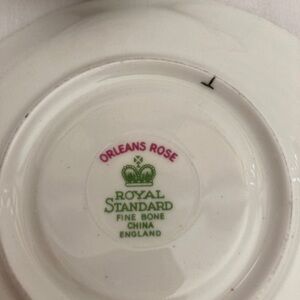 ORLEANS ROSE
ROYAL
STANDARD
FINE BONE
CHINA
ENGLAND